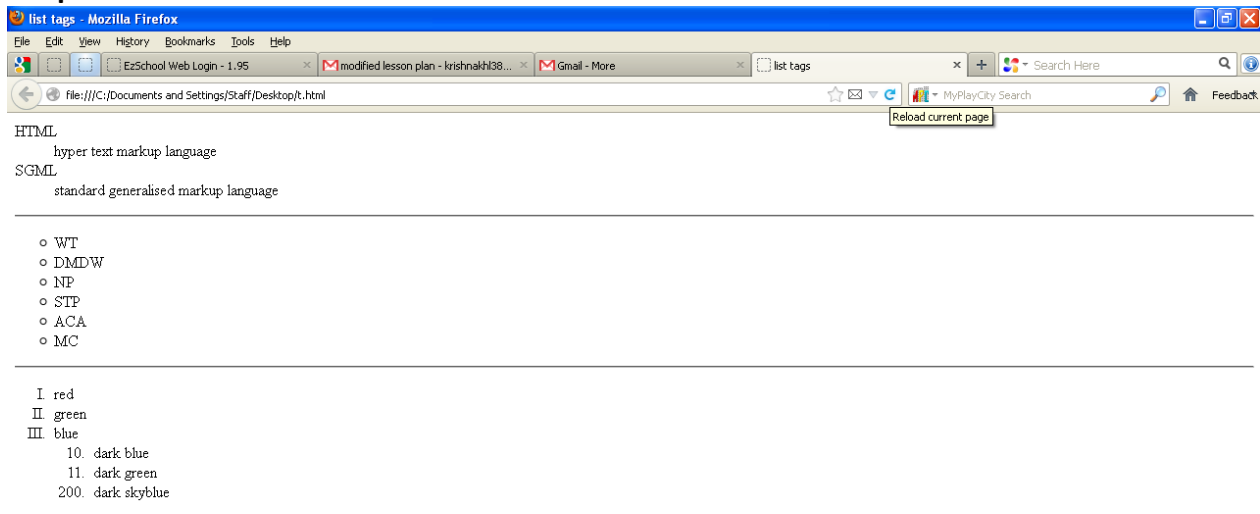 list tags - Mozilla Firefox
File Edit View History Bookmarks Tools Help
EzSchool Web Login - 1.95 modified lesson plan - krishnakhl38... Gmail - More list tags Search Here
file:///C:/Documents and Settings/Staff/Desktop/t.html MyPlayCity Search Feedback
Reload current page
HTML
hyper text markup language
SGML
standard generalised markup language
WT
DMDW
NP
STP
ACA
MC
I. red
II. green
III. blue
10. dark blue
11. dark green
200. dark skyblue